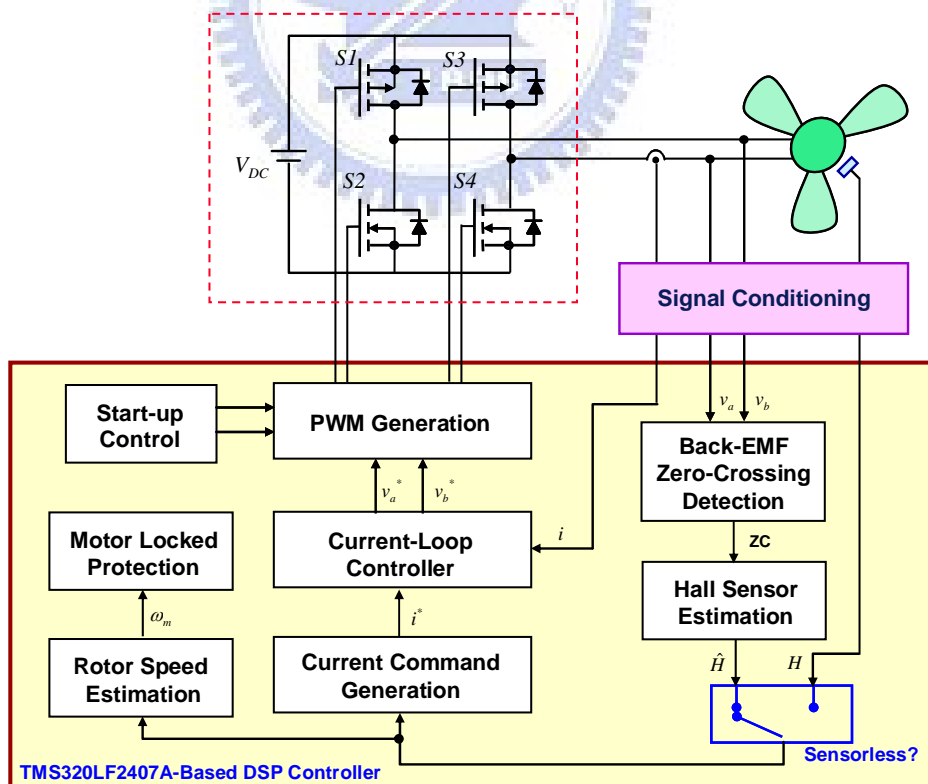 S1
S3
V_DC
S2
S4
Signal Conditioning
Start-up
Control
PWM Generation
v_a
v_b
Back-EMF
Zero-Crossing
Detection
v_a^*
v_b^*
Motor Locked
Protection
Current-Loop
Controller
i
ZC
Hall Sensor
Estimation
ω_m
i^*
Rotor Speed
Estimation
Current Command
Generation
Ĥ
H
Sensorless?
TMS320LF2407A-Based DSP Controller